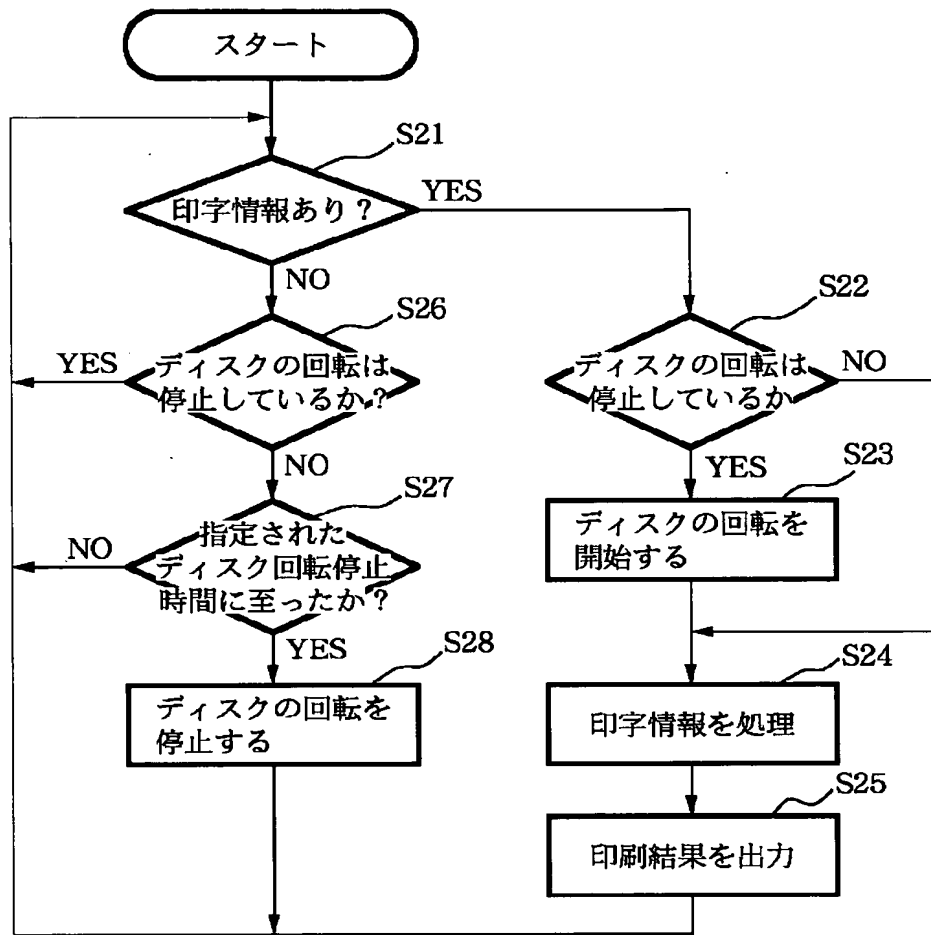 スタート
S21
印字情報あり？
YES
NO
S26
ディスクの回転は
停止しているか？
YES
NO
S27
指定された
ディスク回転停止
時間に至ったか？
NO
YES
S28
ディスクの回転を
停止する
S22
ディスクの回転は
停止しているか
NO
YES
S23
ディスクの回転を
開始する
S24
印字情報を処理
S25
印刷結果を出力